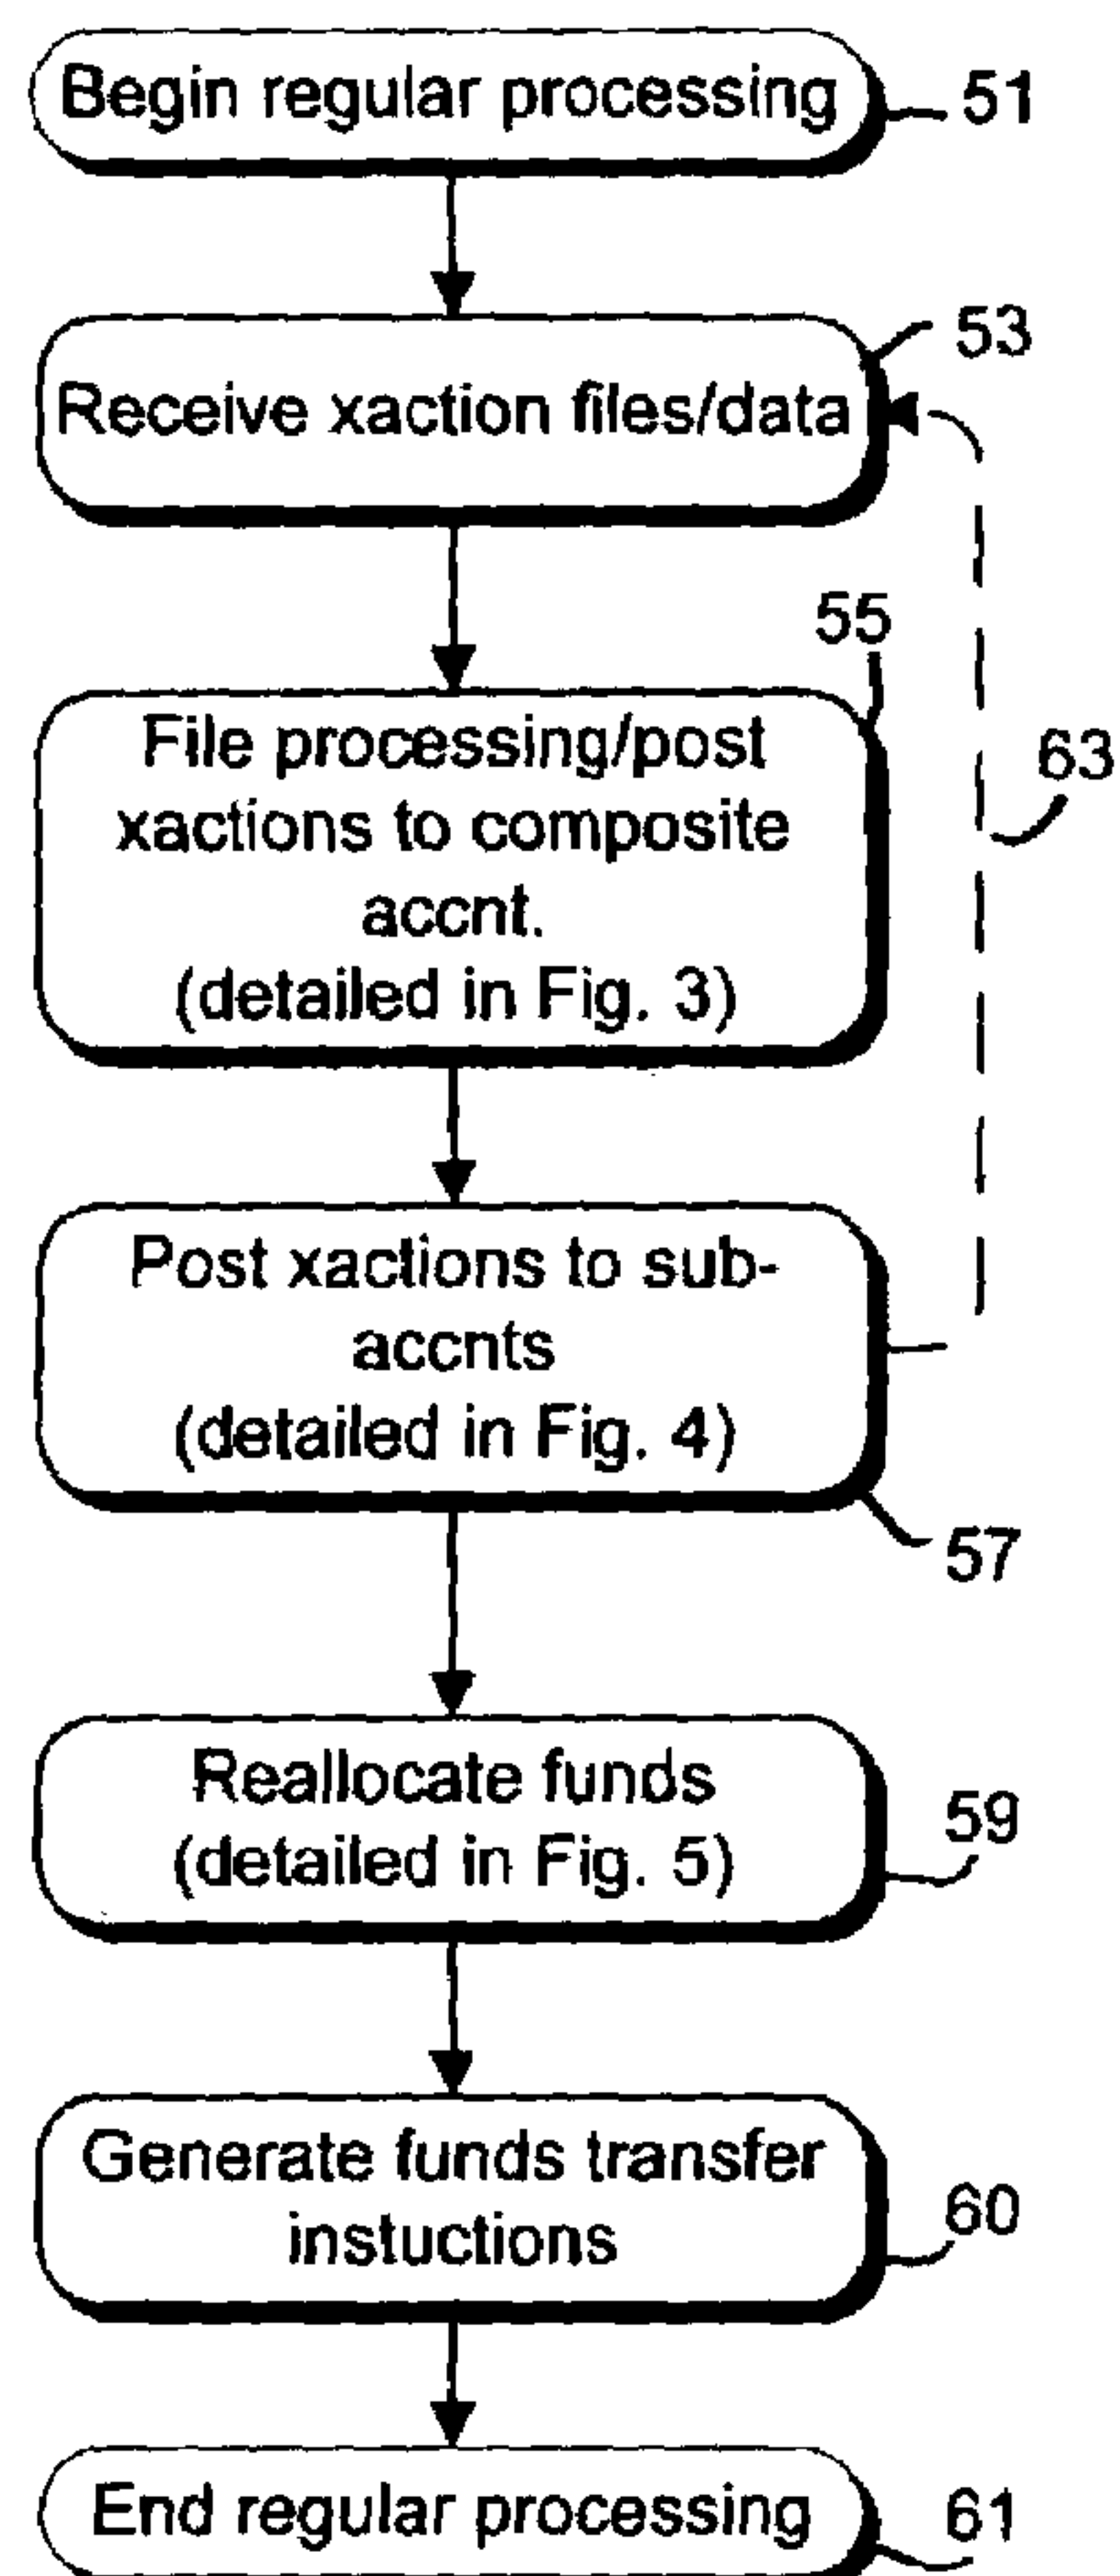 Begin regular processing
51
Receive xaction files/data
53
File processing/post
xactions to composite
accnt.
(detailed in Fig. 3)
55
63
Post xactions to sub-
accnts
(detailed in Fig. 4)
57
Reallocate funds
(detailed in Fig. 5)
59
Generate funds transfer
instuctions
60
End regular processing
61